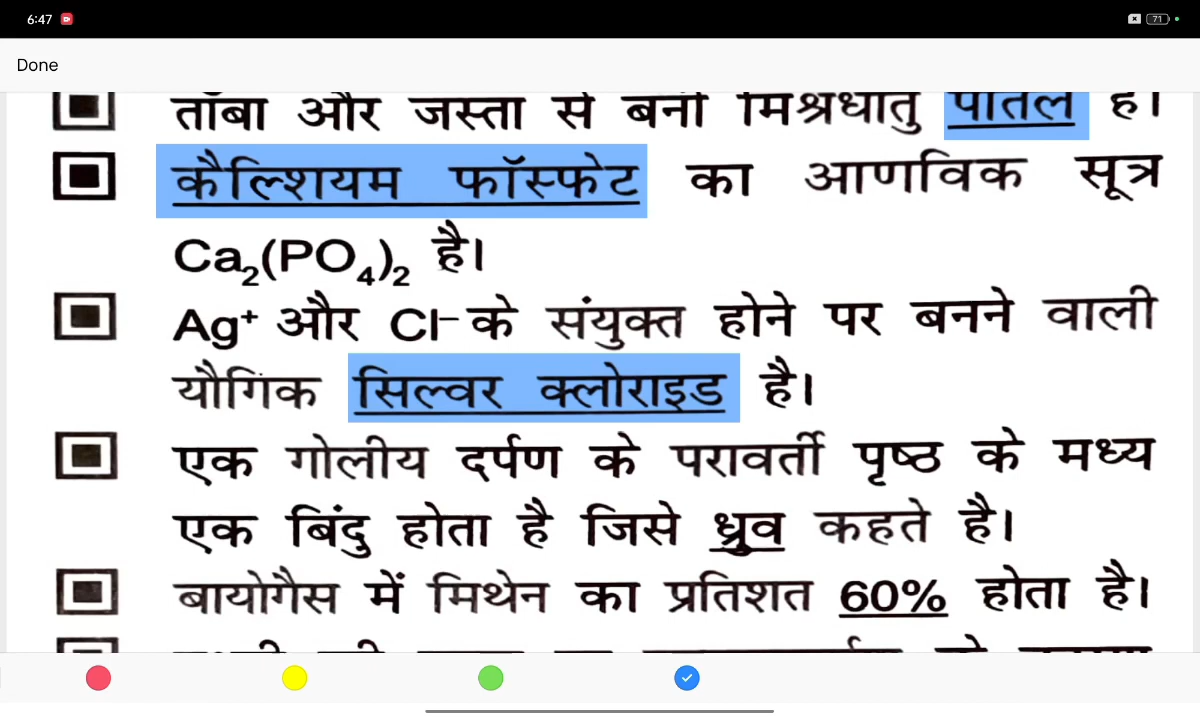 6:47
71
Done
ताँबा और जस्ता से बनी मिश्रधातु पीतल है।
कैल्शियम फॉस्फेट का आणविक सूत्र
Ca₂(PO₄)₂ है।
Ag⁺ और Cl⁻ के संयुक्त होने पर बनने वाली
यौगिक सिल्वर क्लोराइड है।
एक गोलीय दर्पण के परावर्ती पृष्ठ के मध्य
एक बिंदु होता है जिसे ध्रुव कहते है।
बायोगैस में मिथेन का प्रतिशत 60% होता है।